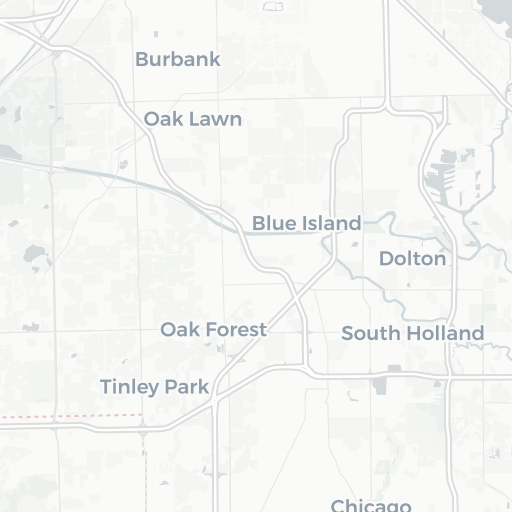 Burbank
Oak Lawn
Blue Island
Dolton
Oak Forest
South Holland
Tinley Park
Chicago